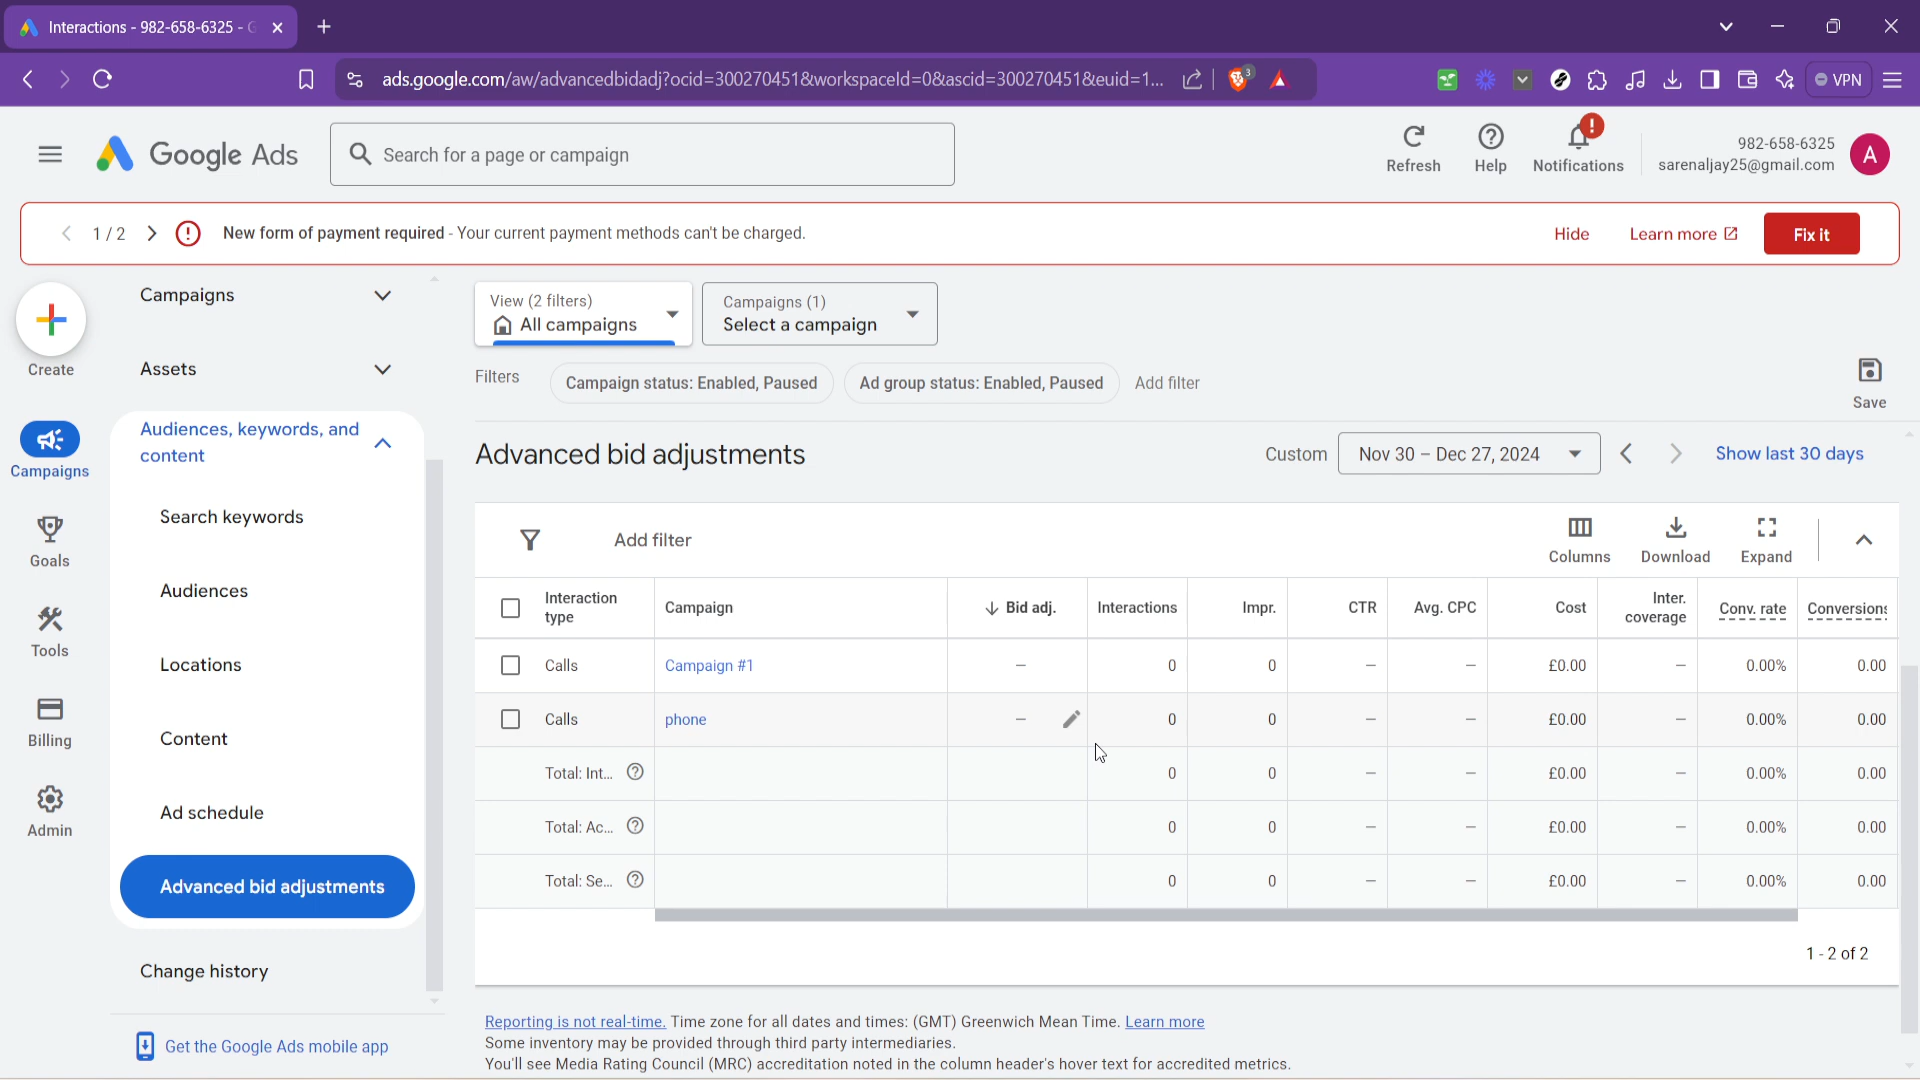 Interactions - 982-658-6325 - G
ads.google.com/aw/advancedbidadj?ocid=300270451&workspaceId=0&ascid=300270451&euid=1...
3
VPN
Google Ads
Search for a page or campaign
Refresh
Help
!
Notifications
982-658-6325
sarenaljay25@gmail.com
A
1 / 2
New form of payment required - Your current payment methods can't be charged.
Hide
Learn more
Fix it
Create
Campaigns
Goals
Tools
Billing
Admin
Campaigns
Assets
Audiences, keywords, and
content
Search keywords
Audiences
Locations
Content
Ad schedule
Advanced bid adjustments
Change history
Get the Google Ads mobile app
View (2 filters)
All campaigns
Campaigns (1)
Select a campaign
Filters
Campaign status: Enabled, Paused
Ad group status: Enabled, Paused
Add filter
Save
Advanced bid adjustments
Custom
Nov 30 – Dec 27, 2024
Show last 30 days
Add filter
Columns
Download
Expand
Interaction type Campaign Bid adj. Interactions Impr. CTR Avg. CPC Cost Inter. coverage Conv. rate Conversions
Calls Campaign #1 – 0 0 – – £0.00 – 0.00% 0.00
Calls phone – 0 0 – – £0.00 – 0.00% 0.00
Total: Int... 0 0 – – £0.00 – 0.00% 0.00
Total: Ac... 0 0 – – £0.00 – 0.00% 0.00
Total: Se... 0 0 – – £0.00 – 0.00% 0.00
1 - 2 of 2
Reporting is not real-time. Time zone for all dates and times: (GMT) Greenwich Mean Time. Learn more
Some inventory may be provided through third party intermediaries.
You'll see Media Rating Council (MRC) accreditation noted in the column header's hover text for accredited metrics.